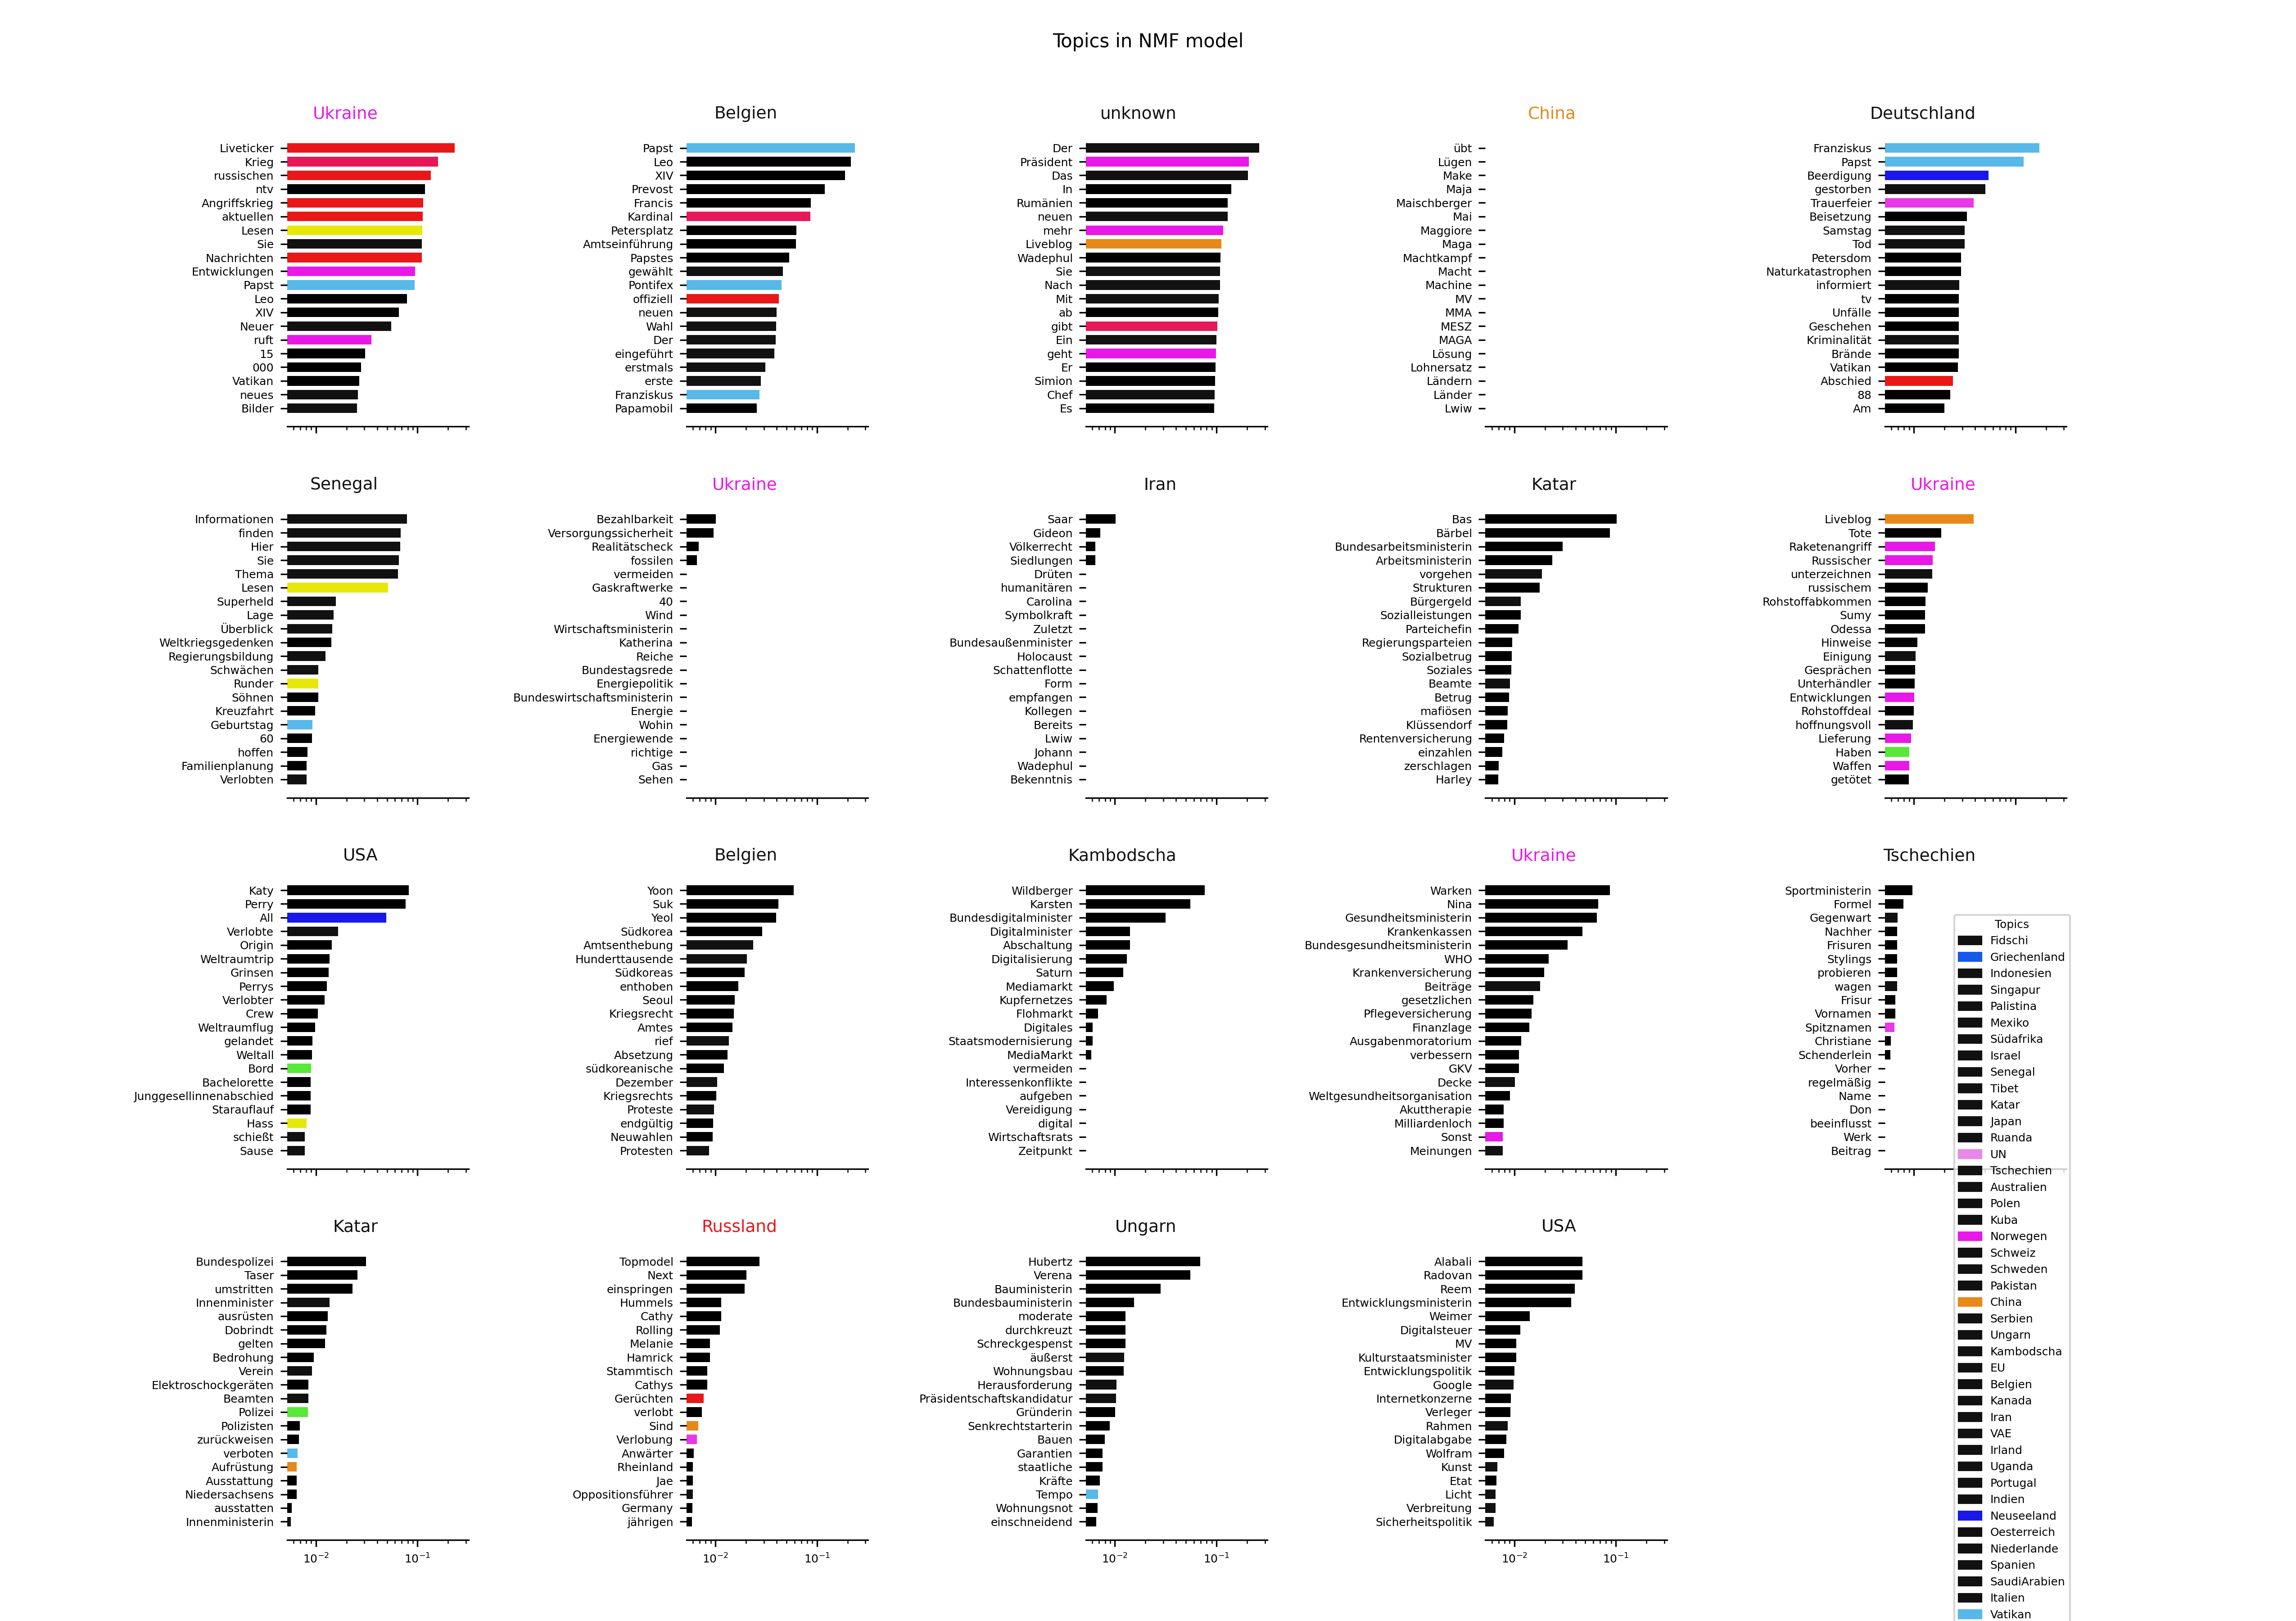 Topics in NMF model
Ukraine
Liveticker
Krieg
russischen
ntv
Angriffskrieg
aktuellen
Lesen
Sie
Nachrichten
Entwicklungen
Papst
Leo
XIV
Neuer
ruft
15
000
Vatikan
neues
Bilder
Belgien
Papst
Leo
XIV
Prevost
Francis
Kardinal
Petersplatz
Amtseinführung
Papstes
gewählt
Pontifex
offiziell
neuen
Wahl
Der
eingeführt
erstmals
erste
Franziskus
Papamobil
unknown
Der
Präsident
Das
In
Rumänien
neuen
mehr
Liveblog
Wadephul
Sie
Nach
Mit
ab
gibt
Ein
geht
Er
Simion
Chef
Es
China
übt
Lügen
Make
Maja
Maischberger
Mai
Maggiore
Maga
Machtkampf
Macht
Machine
MV
MMA
MESZ
MAGA
Lösung
Lohnersatz
Ländern
Länder
Lwiw
Deutschland
Franziskus
Papst
Beerdigung
gestorben
Trauerfeier
Beisetzung
Samstag
Tod
Petersdom
Naturkatastrophen
informiert
tv
Unfälle
Geschehen
Kriminalität
Brände
Vatikan
Abschied
88
Am
Senegal
Informationen
finden
Hier
Sie
Thema
Lesen
Superheld
Lage
Überblick
Weltkriegsgedenken
Regierungsbildung
Schwächen
Runder
Söhnen
Kreuzfahrt
Geburtstag
60
hoffen
Familienplanung
Verlobten
Ukraine
Bezahlbarkeit
Versorgungssicherheit
Realitätscheck
fossilen
vermeiden
Gaskraftwerke
40
Wind
Wirtschaftsministerin
Katherina
Reiche
Bundestagsrede
Energiepolitik
Bundeswirtschaftsministerin
Energie
Wohin
Energiewende
richtige
Gas
Sehen
Iran
Saar
Gideon
Völkerrecht
Siedlungen
Drüten
humanitären
Carolina
Symbolkraft
Zuletzt
Bundesaußenminister
Holocaust
Schattenflotte
Form
empfangen
Kollegen
Bereits
Lwiw
Johann
Wadephul
Bekenntnis
Katar
Bas
Bärbel
Bundesarbeitsministerin
Arbeitsministerin
vorgehen
Strukturen
Bürgergeld
Sozialleistungen
Parteichefin
Regierungsparteien
Sozialbetrug
Soziales
Beamte
Betrug
mafiösen
Klüssendorf
Rentenversicherung
einzahlen
zerschlagen
Harley
Ukraine
Liveblog
Tote
Raketenangriff
Russischer
unterzeichnen
russischem
Rohstoffabkommen
Sumy
Odessa
Hinweise
Einigung
Gesprächen
Unterhändler
Entwicklungen
Rohstoffdeal
hoffnungsvoll
Lieferung
Haben
Waffen
getötet
USA
Katy
Perry
All
Verlobte
Origin
Weltraumtrip
Grinsen
Perrys
Verlobter
Crew
Weltraumflug
gelandet
Weltall
Bord
Bachelorette
Junggesellinnenabschied
Starauflauf
Hass
schießt
Sause
Belgien
Yoon
Suk
Yeol
Südkorea
Amtsenthebung
Hunderttausende
Südkoreas
enthoben
Seoul
Kriegsrecht
Amtes
rief
Absetzung
südkoreanische
Dezember
Kriegsrechts
Proteste
endgültig
Neuwahlen
Protesten
Kambodscha
Wildberger
Karsten
Bundesdigitalminister
Digitalminister
Abschaltung
Digitalisierung
Saturn
Mediamarkt
Kupfernetzes
Flohmarkt
Digitales
Staatsmodernisierung
MediaMarkt
vermeiden
Interessenkonflikte
aufgeben
Vereidigung
digital
Wirtschaftsrats
Zeitpunkt
Ukraine
Warken
Nina
Gesundheitsministerin
Krankenkassen
Bundesgesundheitsministerin
WHO
Krankenversicherung
Beiträge
gesetzlichen
Pflegeversicherung
Finanzlage
Ausgabenmoratorium
verbessern
GKV
Decke
Weltgesundheitsorganisation
Akuttherapie
Milliardenloch
Sonst
Meinungen
Tschechien
Sportministerin
Formel
Gegenwart
Nachher
Frisuren
Stylings
probieren
wagen
Frisur
Vornamen
Spitznamen
Christiane
Schenderlein
Vorher
regelmäßig
Name
Don
beeinflusst
Werk
Beitrag
Katar
Bundespolizei
Taser
umstritten
Innenminister
ausrüsten
Dobrindt
gelten
Bedrohung
Verein
Elektroschockgeräten
Beamten
Polizei
Polizisten
zurückweisen
verboten
Aufrüstung
Ausstattung
Niedersachsens
ausstatten
Innenministerin
10⁻² 10⁻¹
Russland
Topmodel
Next
einspringen
Hummels
Cathy
Rolling
Melanie
Hamrick
Stammtisch
Cathys
Gerüchten
verlobt
Sind
Verlobung
Anwärter
Rheinland
Jae
Oppositionsführer
Germany
jährigen
10⁻² 10⁻¹
Ungarn
Hubertz
Verena
Bauministerin
Bundesbauministerin
moderate
durchkreuzt
Schreckgespenst
äußerst
Wohnungsbau
Herausforderung
Präsidentschaftskandidatur
Gründerin
Senkrechtstarterin
Bauen
Garantien
staatliche
Kräfte
Tempo
Wohnungsnot
einschneidend
10⁻² 10⁻¹
USA
Alabali
Radovan
Reem
Entwicklungsministerin
Weimer
Digitalsteuer
MV
Kulturstaatsminister
Entwicklungspolitik
Google
Internetkonzerne
Verleger
Rahmen
Digitalabgabe
Wolfram
Kunst
Etat
Licht
Verbreitung
Sicherheitspolitik
10⁻² 10⁻¹
Topics
Fidschi
Griechenland
Indonesien
Singapur
Palistina
Mexiko
Südafrika
Israel
Senegal
Tibet
Katar
Japan
Ruanda
UN
Tschechien
Australien
Polen
Kuba
Norwegen
Schweiz
Schweden
Pakistan
China
Serbien
Ungarn
Kambodscha
EU
Belgien
Kanada
Iran
VAE
Irland
Uganda
Portugal
Indien
Neuseeland
Oesterreich
Niederlande
Spanien
SaudiArabien
Italien
Vatikan